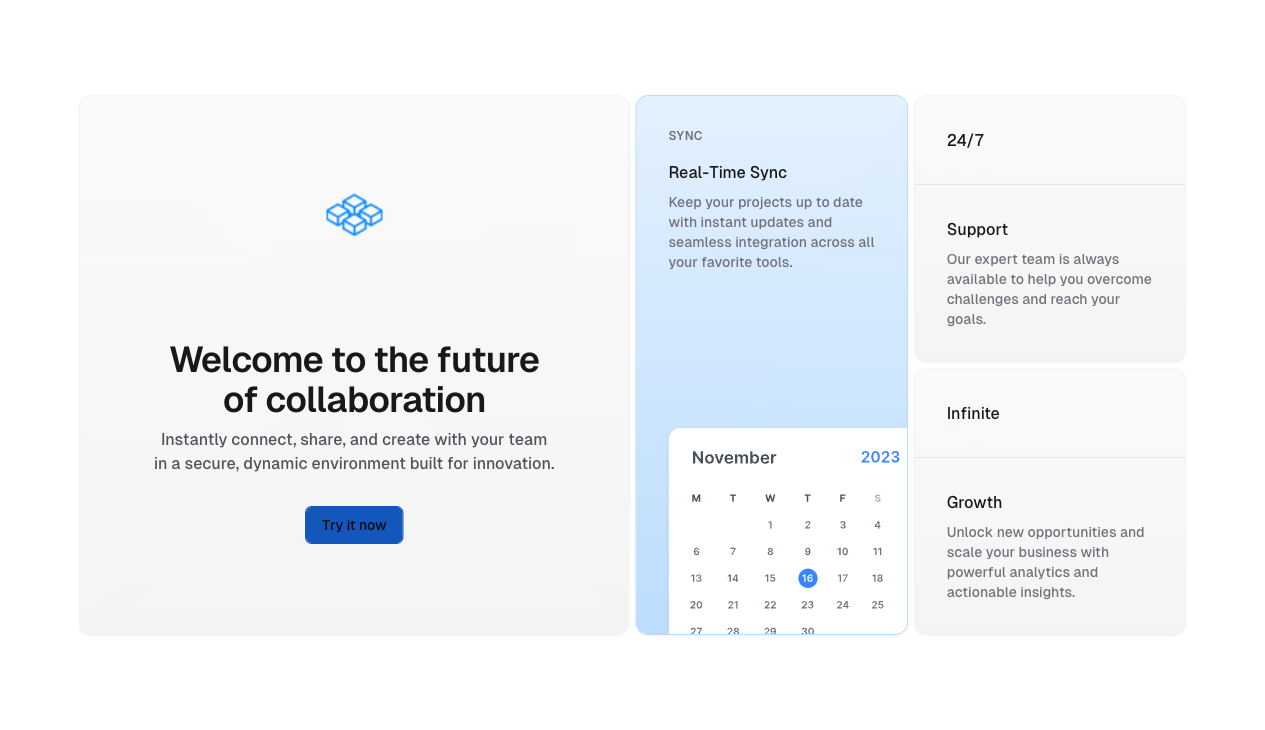 Welcome to the future
of collaboration
Instantly connect, share, and create with your team
in a secure, dynamic environment built for innovation.
Try it now
SYNC
Real-Time Sync
Keep your projects up to date
with instant updates and
seamless integration across all
your favorite tools.
November 2023
M T W T F S
1 2 3 4
6 7 8 9 10 11
13 14 15 16 17 18
20 21 22 23 24 25
27 28 29 30
24/7
Support
Our expert team is always
available to help you overcome
challenges and reach your
goals.
Infinite
Growth
Unlock new opportunities and
scale your business with
powerful analytics and
actionable insights.